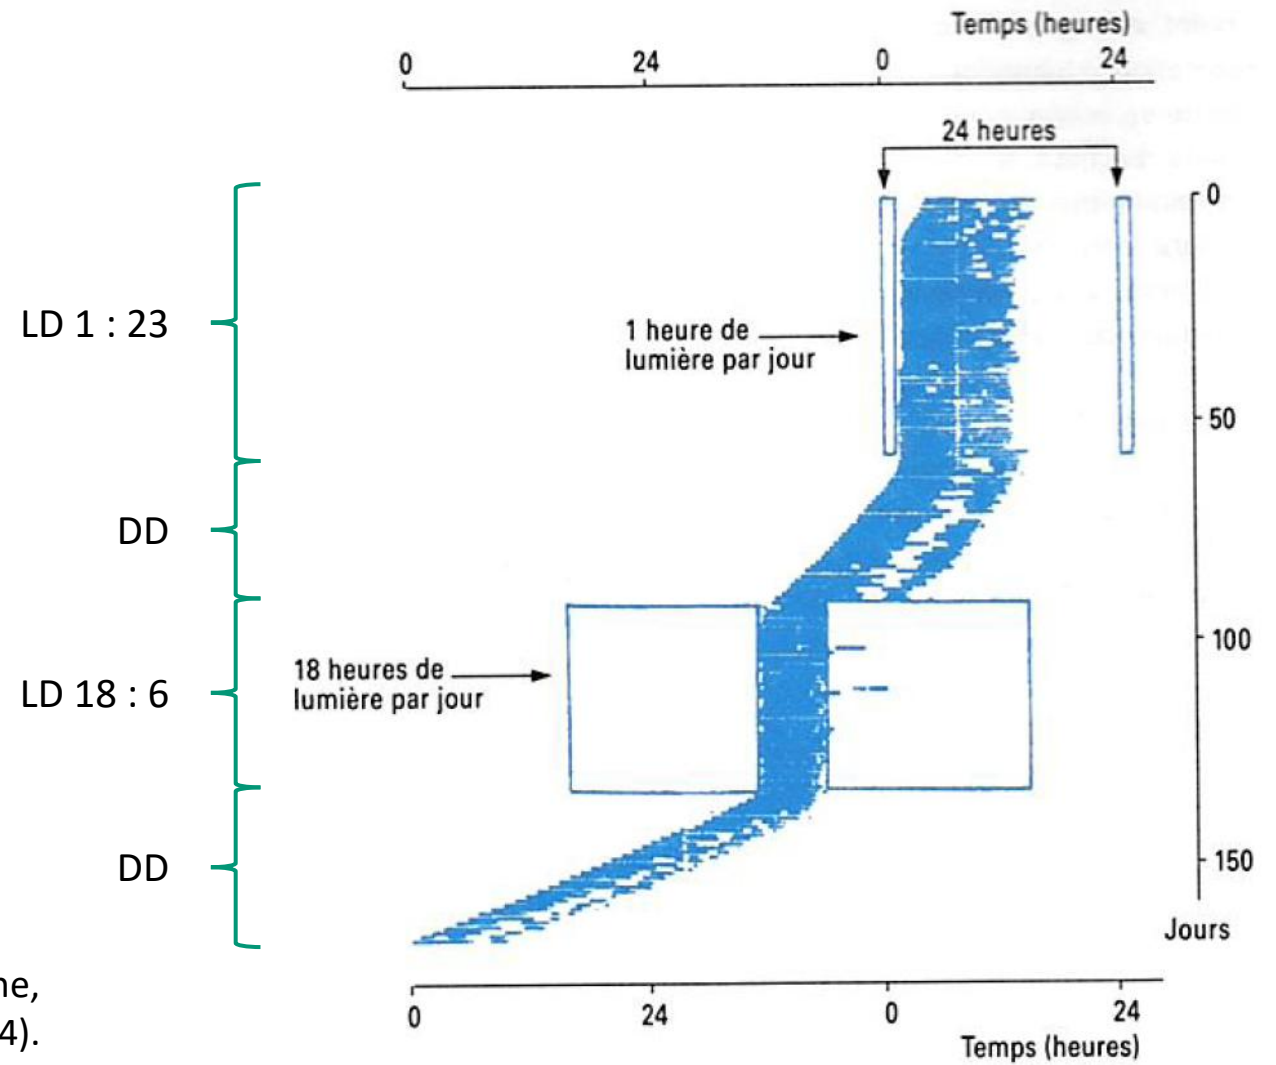 Temps (heures)
0 24 0 24
24 heures
0
LD 1 : 23
1 heure de
lumière par jour
50
DD
100
18 heures de
lumière par jour
LD 18 : 6
150
DD
Jours
ne,
4).
0 24 0 24
Temps (heures)